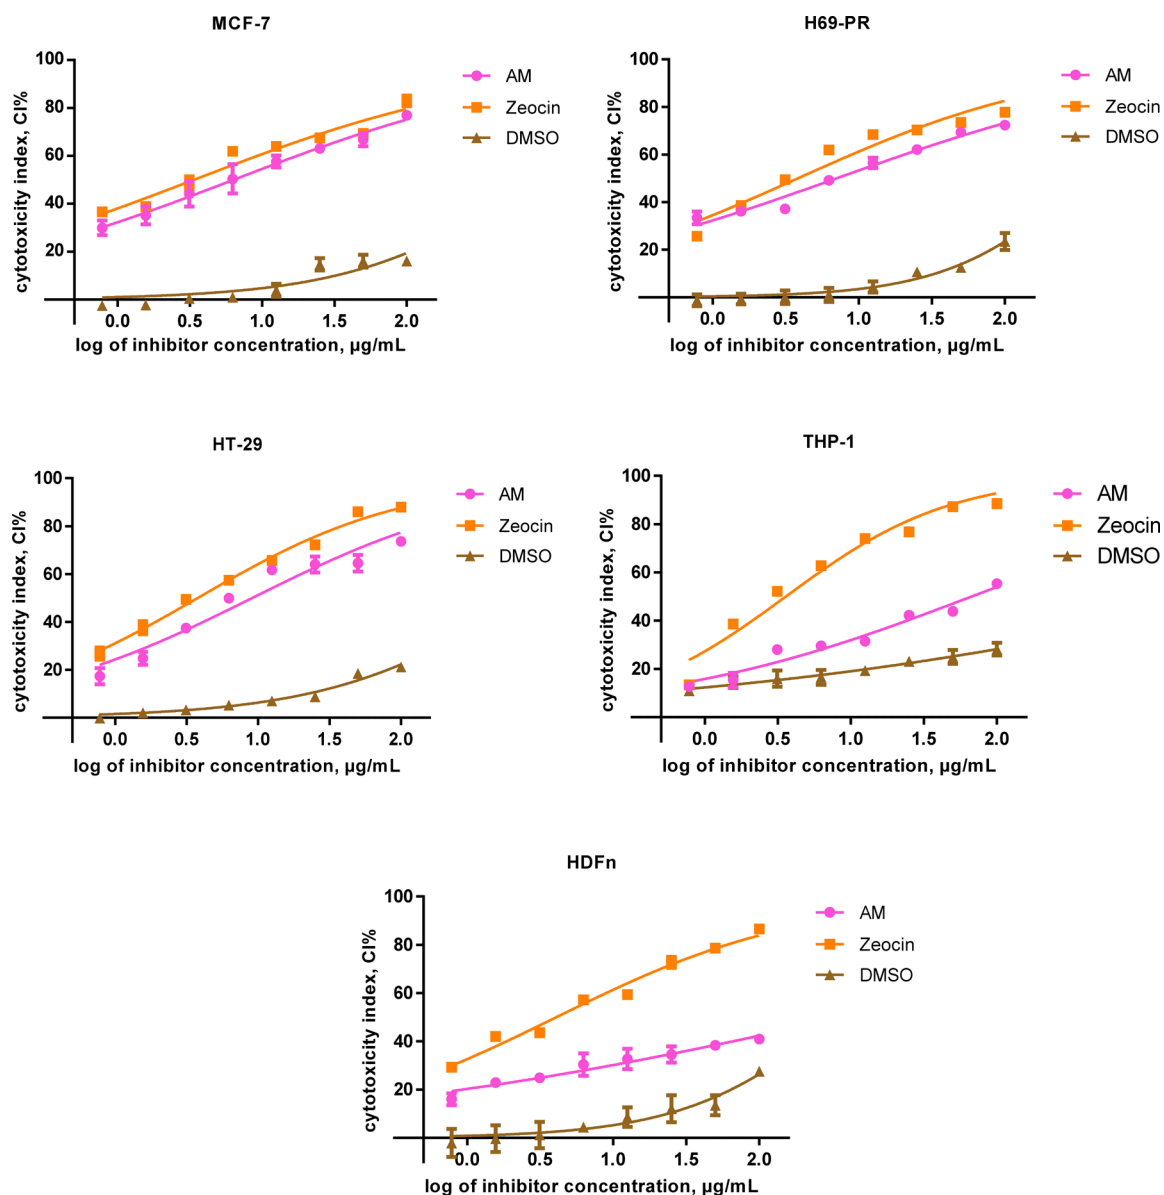 MCF-7
cytotoxicity index, CI%
100
80
60
40
20
0.0 0.5 1.0 1.5 2.0
log of inhibitor concentration, µg/mL
AM
Zeocin
DMSO
H69-PR
cytotoxicity index, CI%
100
80
60
40
20
0.0 0.5 1.0 1.5 2.0
log of inhibitor concentration, µg/mL
AM
Zeocin
DMSO
HT-29
cytotoxicity index, CI%
100
80
60
40
20
0.0 0.5 1.0 1.5 2.0
log of inhibitor concentration, µg/mL
AM
Zeocin
DMSO
THP-1
cytotoxicity index, CI%
100
80
60
40
20
0.0 0.5 1.0 1.5 2.0
log of inhibitor concentration, µg/mL
AM
Zeocin
DMSO
HDFn
cytotoxicity index, CI%
100
80
60
40
20
0.0 0.5 1.0 1.5 2.0
log of inhibitor concentration, µg/mL
AM
Zeocin
DMSO